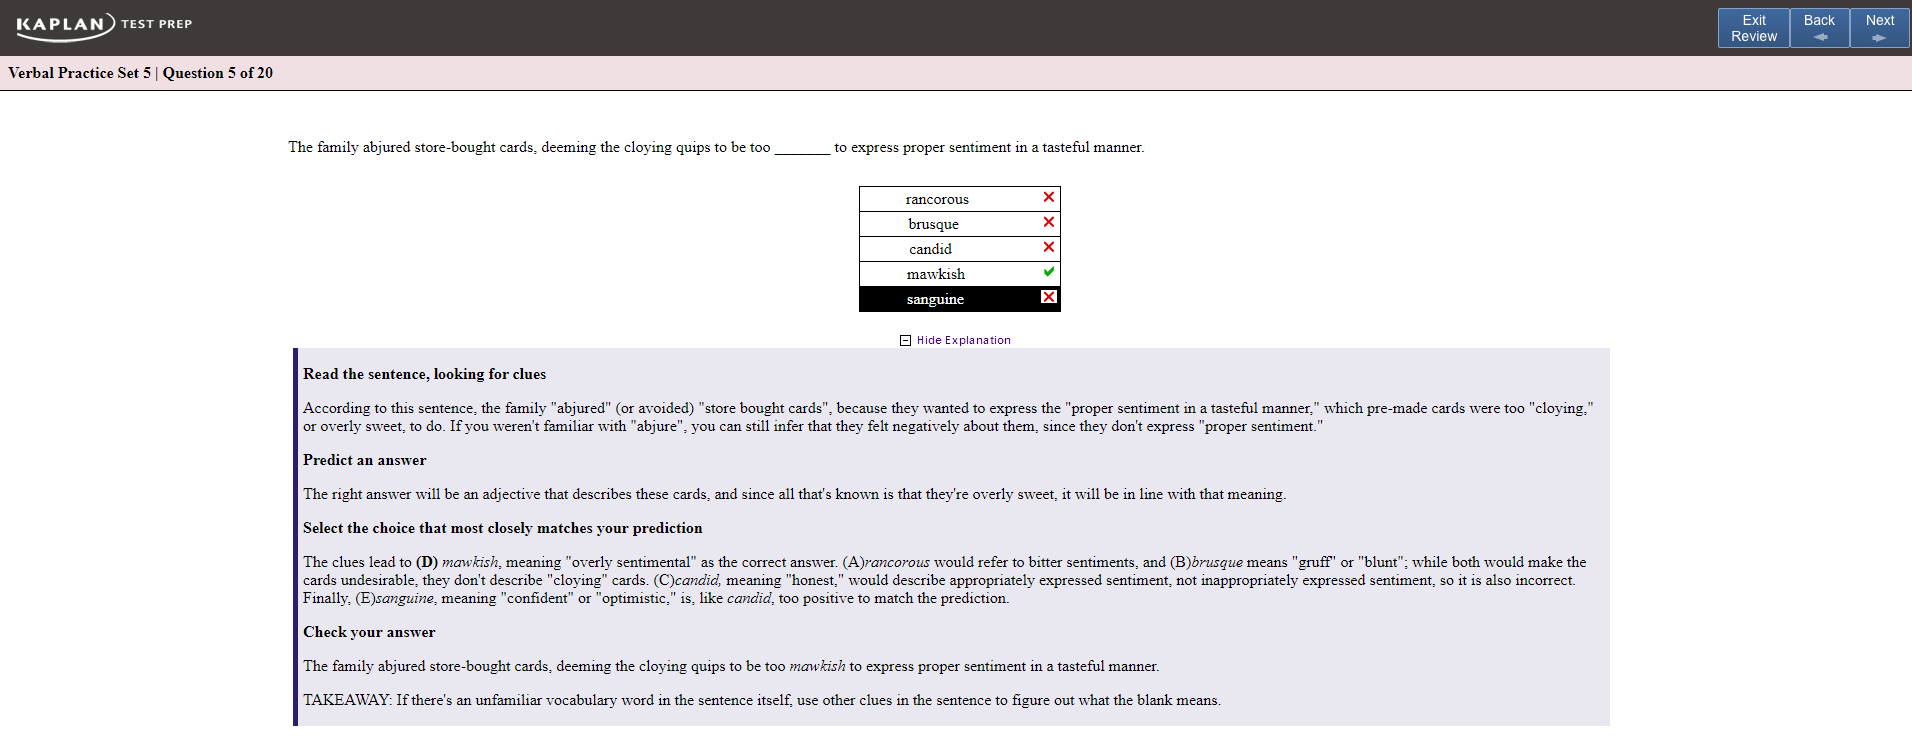 KAPLAN TEST PREP
Exit Review
Back
Next
Verbal Practice Set 5 | Question 5 of 20
The family abjured store-bought cards, deeming the cloying quips to be too _______ to express proper sentiment in a tasteful manner.
rancorous
brusque
candid
mawkish
sanguine
Hide Explanation
Read the sentence, looking for clues
According to this sentence, the family "abjured" (or avoided) "store bought cards", because they wanted to express the "proper sentiment in a tasteful manner," which pre-made cards were too "cloying,"
or overly sweet, to do. If you weren't familiar with "abjure", you can still infer that they felt negatively about them, since they don't express "proper sentiment."
Predict an answer
The right answer will be an adjective that describes these cards, and since all that's known is that they're overly sweet, it will be in line with that meaning.
Select the choice that most closely matches your prediction
The clues lead to (D) mawkish, meaning "overly sentimental" as the correct answer. (A)rancorous would refer to bitter sentiments, and (B)brusque means "gruff" or "blunt"; while both would make the
cards undesirable, they don't describe "cloying" cards. (C)candid, meaning "honest," would describe appropriately expressed sentiment, not inappropriately expressed sentiment, so it is also incorrect.
Finally, (E)sanguine, meaning "confident" or "optimistic," is, like candid, too positive to match the prediction.
Check your answer
The family abjured store-bought cards, deeming the cloying quips to be too mawkish to express proper sentiment in a tasteful manner.
TAKEAWAY: If there's an unfamiliar vocabulary word in the sentence itself, use other clues in the sentence to figure out what the blank means.